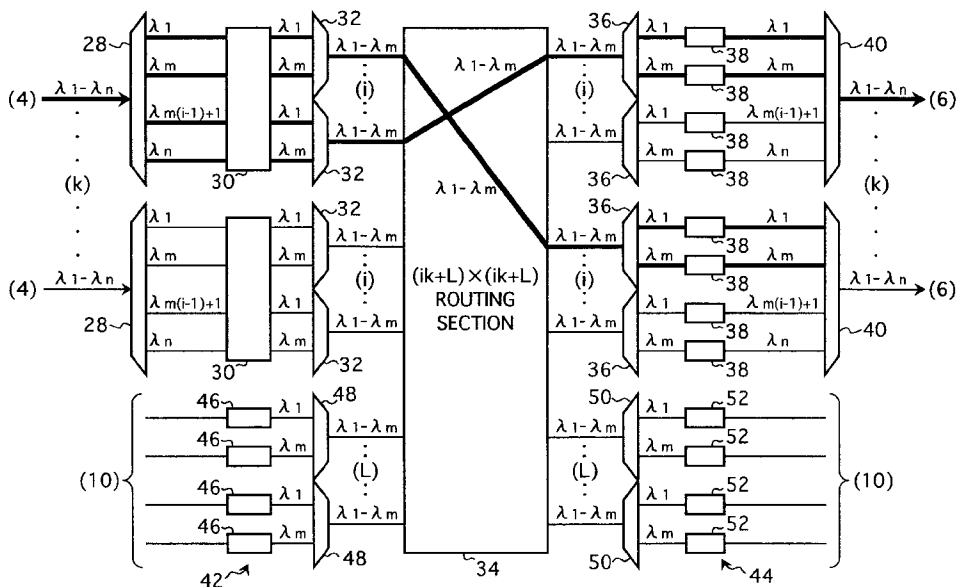 28 λ1 λ1 32 36 λ1 λ1 40
λ1-λm λ1-λm λ1-λm 38
(4) λ1-λn λm λm (i) (i) λm λm λ1-λn (6)
38
λm(i-1)+1 λ1 λ1 λm(i-1)+1
λ1-λm λ1-λm 38
λn λm λm λn
(k) 30 32 λ1-λm 36 38 (k)
32 36
λ1 λ1 λ1 λ1
λ1-λm λ1-λm 38
(4) λ1-λn λm λm (i) (ik+L)×(ik+L) (i) λm λm λ1-λn (6)
ROUTING 38
λm(i-1)+1 λ1 SECTION λ1 λm(i-1)+1
28 λ1-λm λ1-λm 38 40
λn λm λm λn
30 32 36 38
46 λ1 48 50 λ1 52
λ1-λm λ1-λm
46 λm λm 52
(10) (L) (L) (10)
46 λ1 λ1 52
λ1-λm λ1-λm
46 λm λm 52
42 48 34 50 44